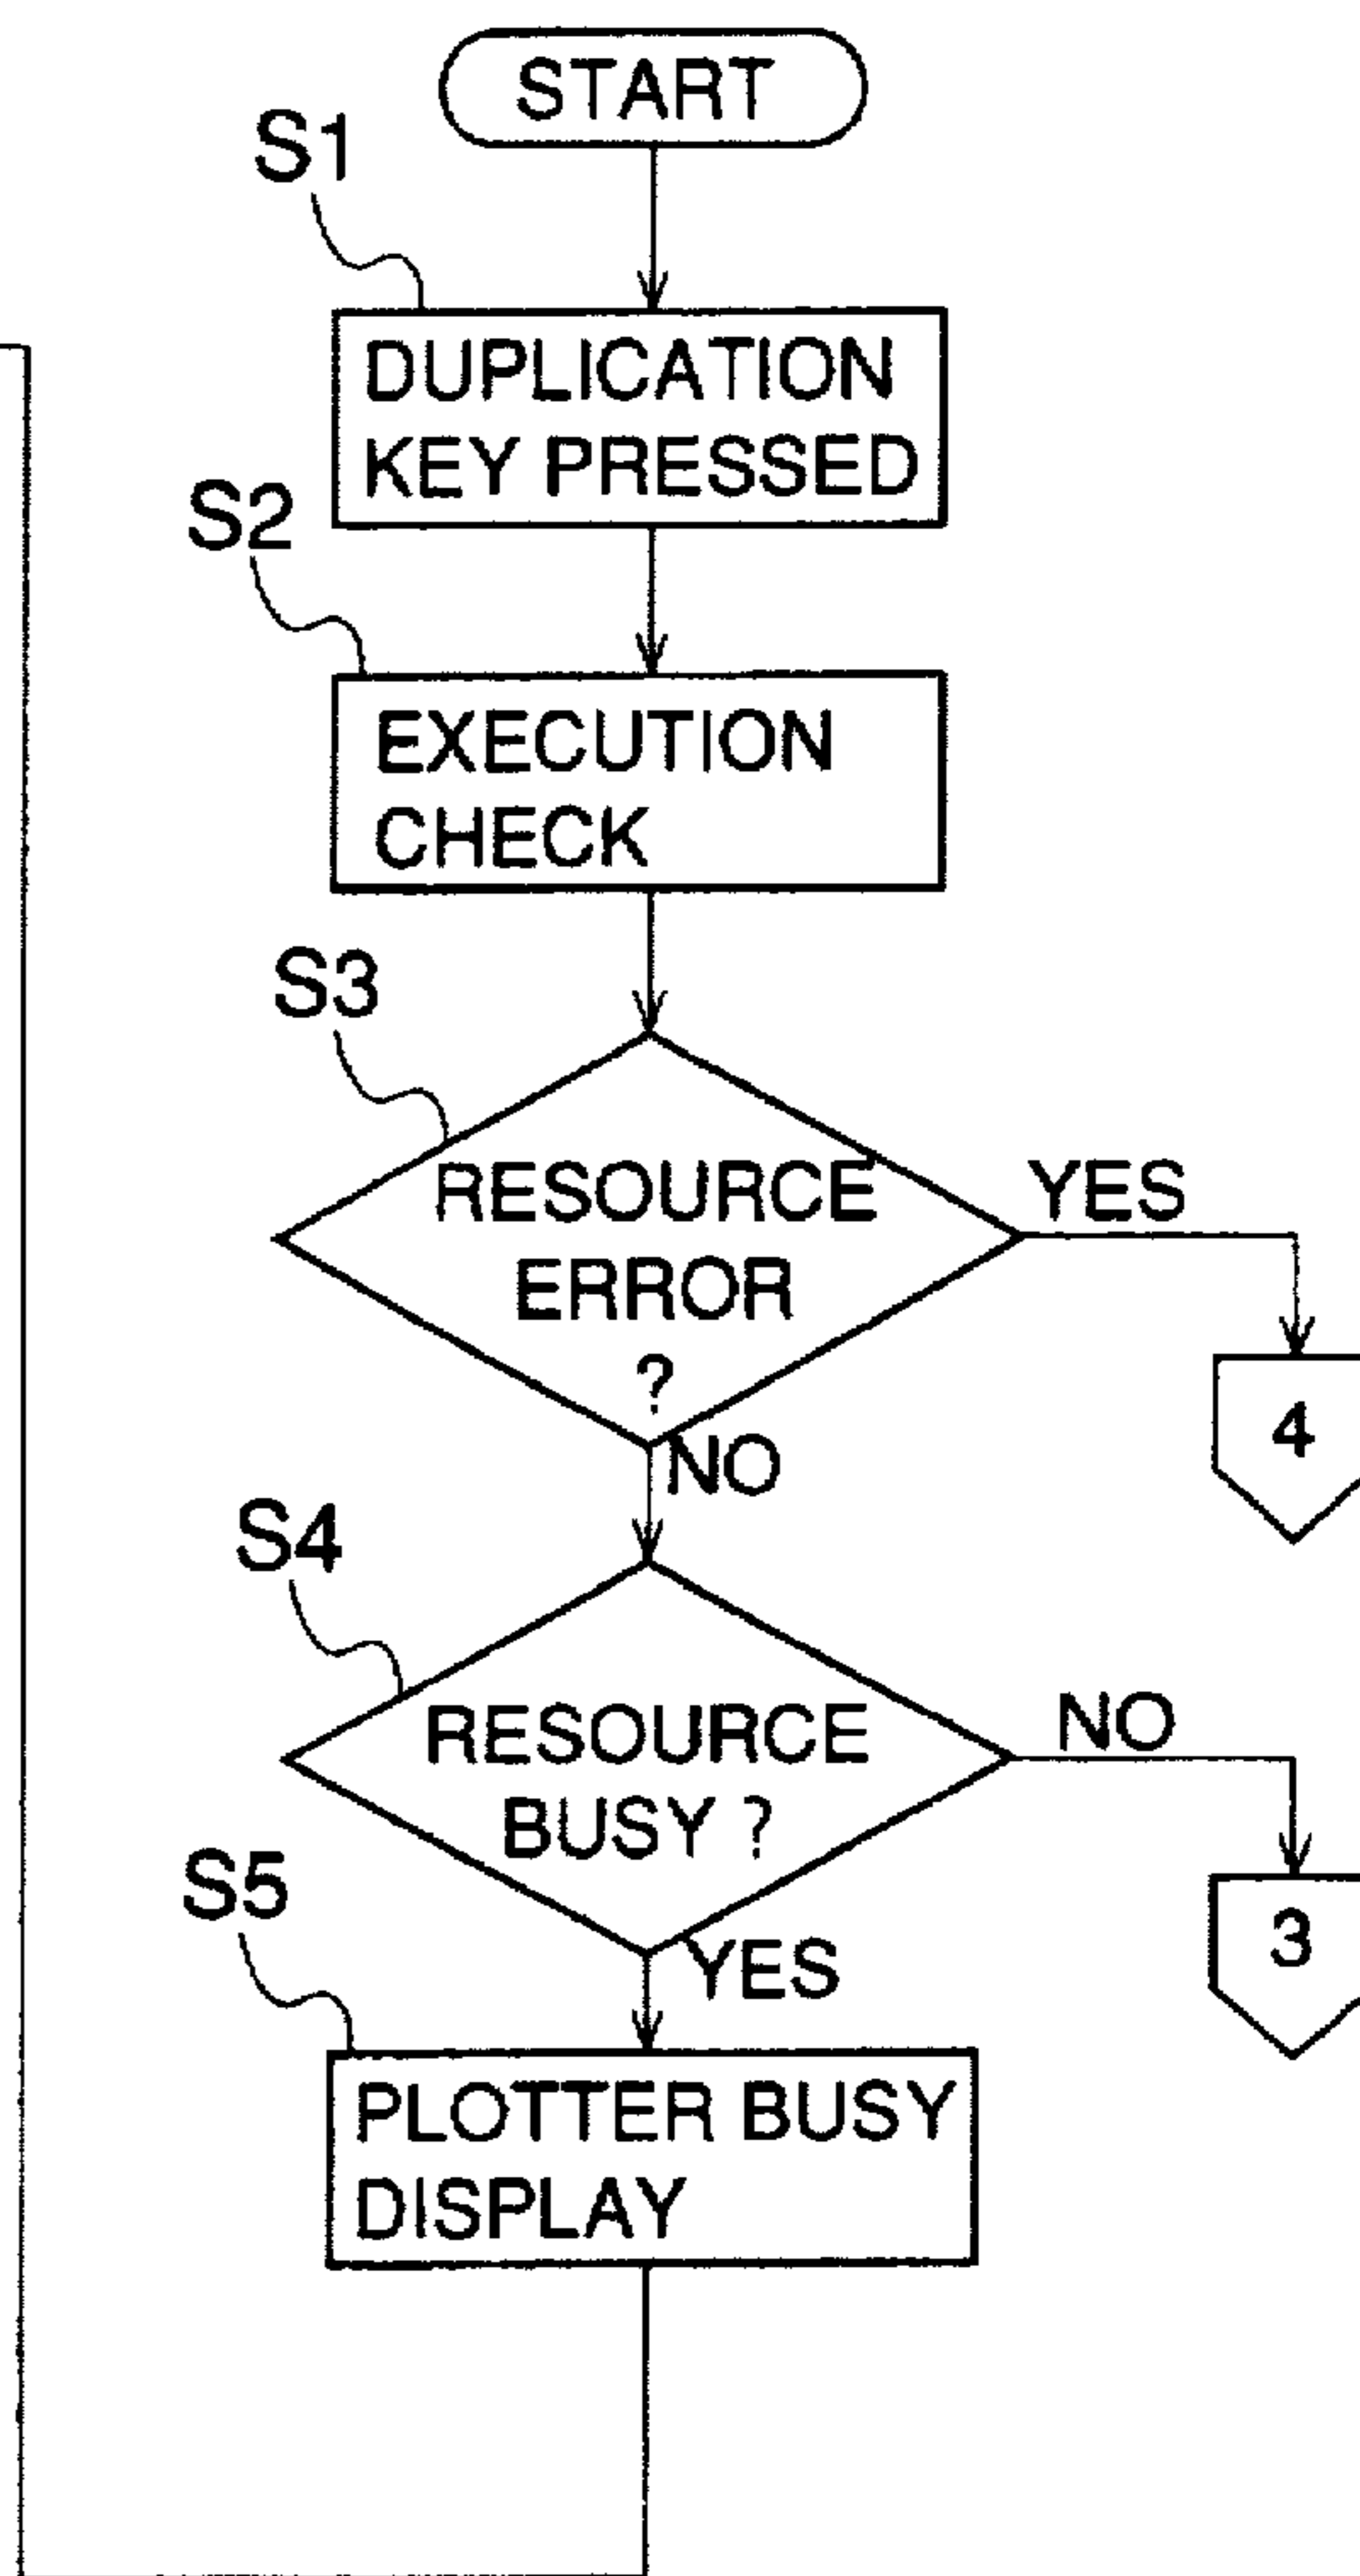 START
S1
DUPLICATION
KEY PRESSED
S2
EXECUTION
CHECK
S3
RESOURCE
ERROR
?
YES
4
NO
S4
RESOURCE
BUSY ?
NO
3
S5
YES
PLOTTER BUSY
DISPLAY